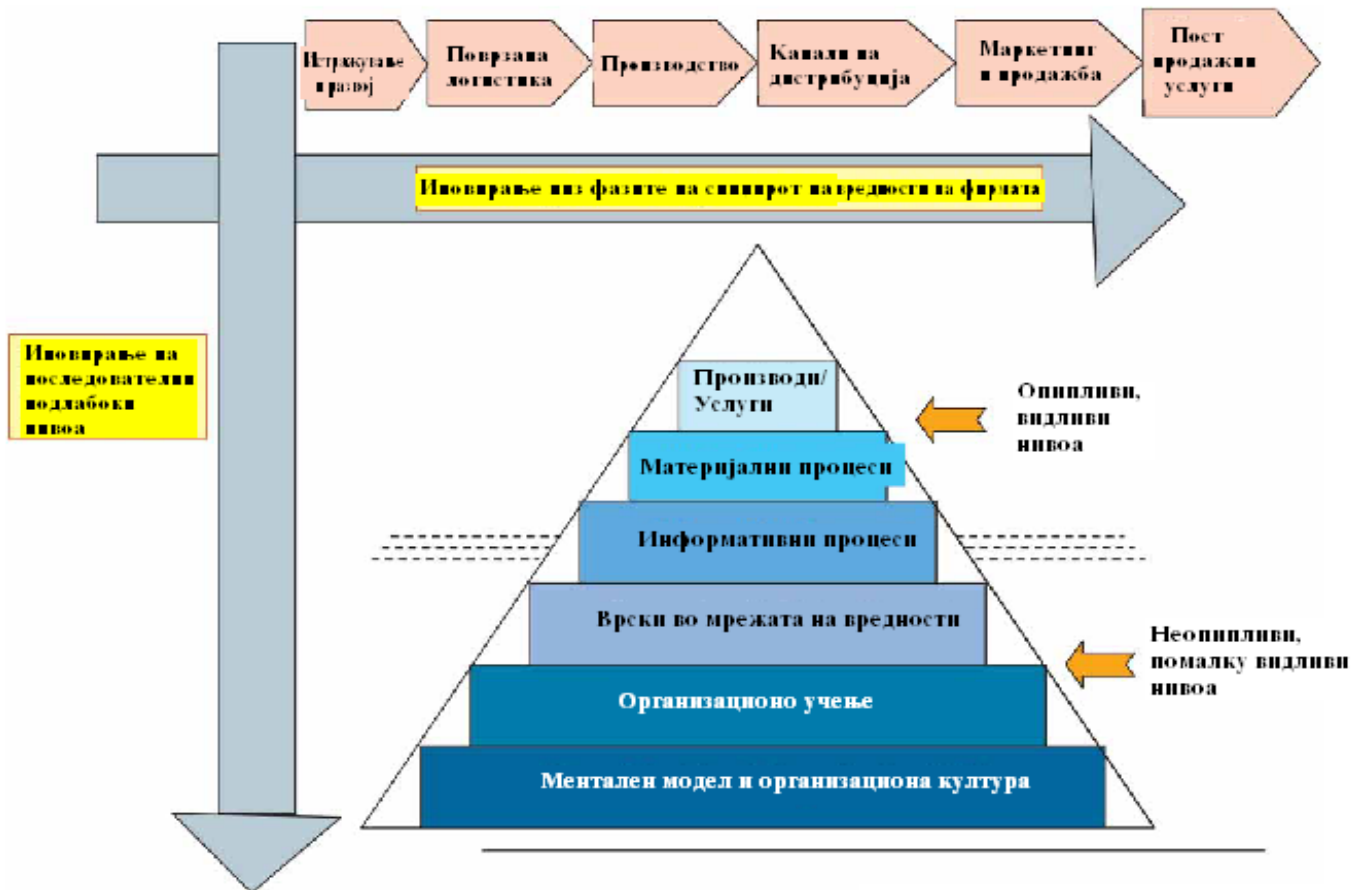 Истражување
и развој
Поврзана
логистика
Производство
Канали на
дистрибуција
Маркетинг
и продажба
Пост
продажни
услуги
Иновирање низ фазите на синџирот на вредности на фирмата
Иновирање на
последователни
подлабоки
нивоа
Производи/
Услуги
Опипливи,
видливи
нивоа
Материјални процеси
Информативни процеси
Врски во мрежата на вредности
Неопипливи,
помалку видливи
нивоа
Организационо учење
Ментален модел и организациона култура